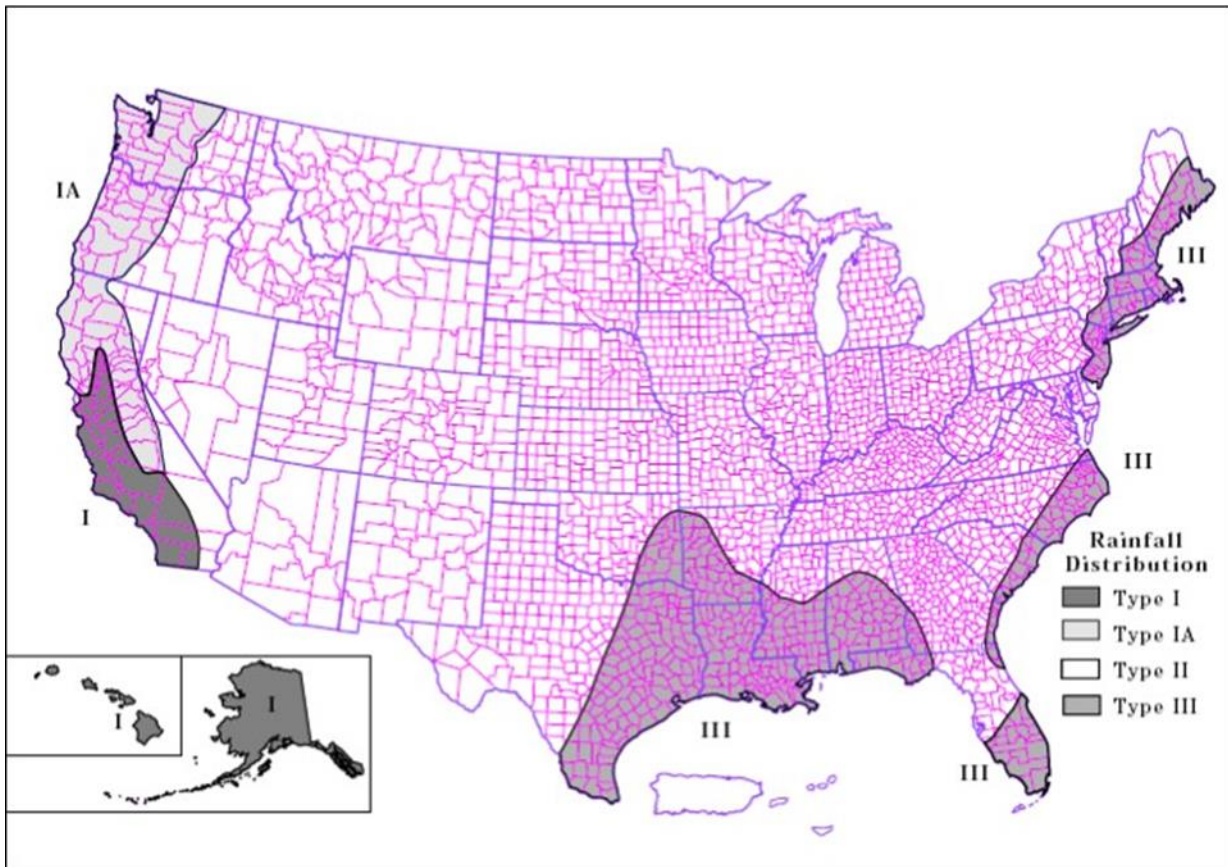 IA
III
III
I
Rainfall
Distribution
Type I
Type IA
Type II
Type III
I
I
III
III